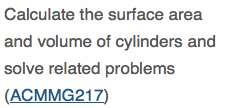 Calculate the surface area
and volume of cylinders and
solve related problems
(ACMMG217)